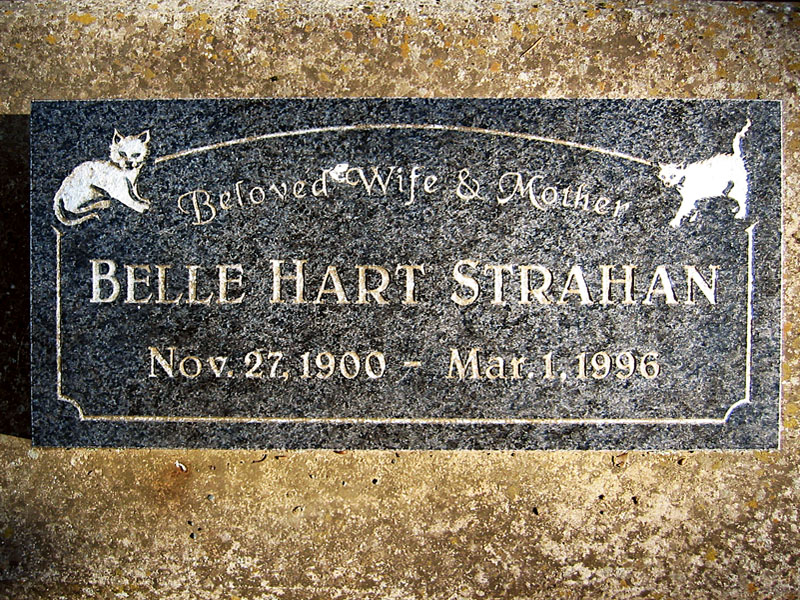 Beloved Wife & Mother
BELLE HART STRAHAN
Nov. 27, 1900 - Mar. 1, 1996